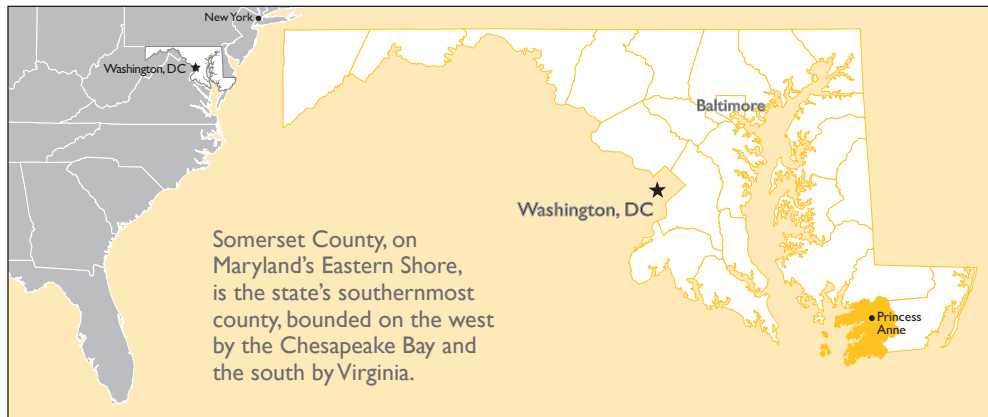 New York
Washington, DC
Baltimore
Washington, DC
Somerset County, on
Maryland's Eastern Shore,
is the state's southernmost
county, bounded on the west
by the Chesapeake Bay and
the south by Virginia.
Princess
Anne